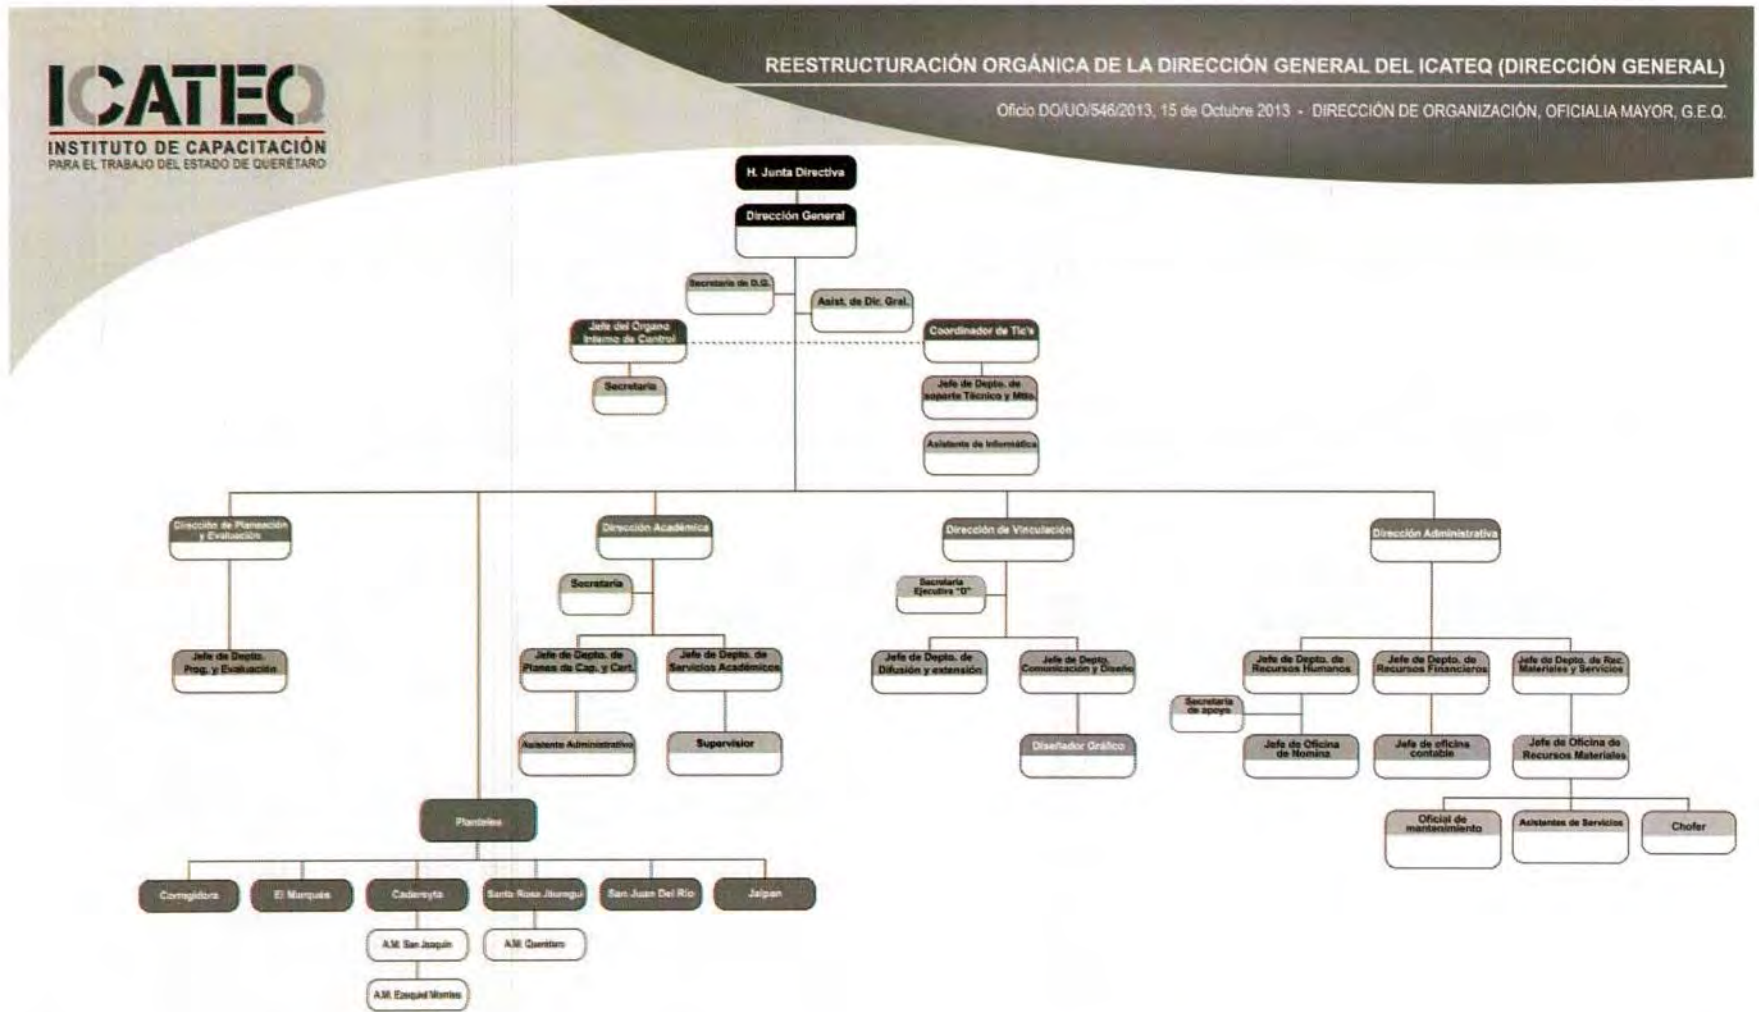 ICATEQ
INSTITUTO DE CAPACITACIÓN
PARA EL TRABAJO DEL ESTADO DE QUERÉTARO
REESTRUCTURACIÓN ORGÁNICA DE LA DIRECCIÓN GENERAL DEL ICATEQ (DIRECCIÓN GENERAL)
Oficio DO/UO/546/2013, 15 de Octubre 2013 - DIRECCIÓN DE ORGANIZACIÓN, OFICIALIA MAYOR, G.E.Q.
H. Junta Directiva
Dirección General
Secretaria de D.G.
Asist. de Dir. Gral.
Jefe del Órgano
Interno de Control
Coordinador de Tic's
Secretaria
Jefe de Depto. de
soporte Técnico y Mtto.
Asistente de Informática
Dirección de Planeación
y Evaluación
Dirección Académica
Dirección de Vinculación
Dirección Administrativa
Secretaria
Secretaria
Ejecutiva "D"
Jefe de Depto.
Prog. y Evaluación
Jefe de Depto. de
Planes de Cap. y Cert.
Jefe de Depto. de
Servicios Académicos
Jefe de Depto. de
Difusión y extensión
Jefe de Depto.
Comunicación y Diseño
Jefe de Depto. de
Recursos Humanos
Jefe de Depto. de
Recursos Financieros
Jefe de Depto. de Rec.
Materiales y Servicios
Secretaria
de apoyo
Asistente Administrativo
Supervisior
Diseñador Gráfico
Jefe de Oficina
de Nomina
Jefe de oficina
contable
Jefe de Oficina de
Recursos Materiales
Planteles
Oficial de
mantenimiento
Asistentes de Servicios
Chofer
Corregidora
El Marques
Cadereyta
Santa Rosa Jáuregui
San Juan Del Río
Jalpan
A.M. San Joaquín
A.M. Querétaro
A.M. Ezequiel Montes